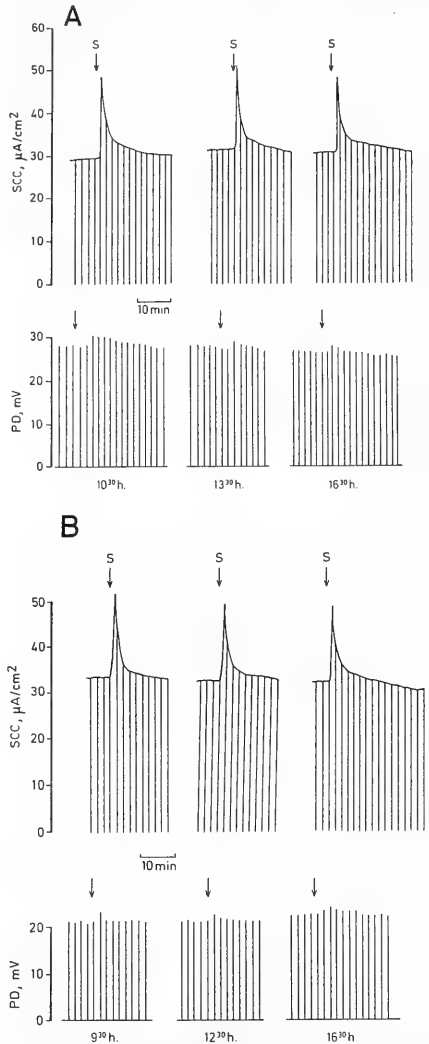 A
S S S
60
50
40
30
20
10
0
SCC, µA/cm2
10 min
30
20
10
0
PD, mV
10³⁰ h. 13³⁰ h. 16³⁰ h.
B
S S S
50
40
30
20
10
0
SCC, µA/cm²
10 min
20
10
0
PD, mV
9³⁰ h. 12³⁰ h. 16³⁰ h